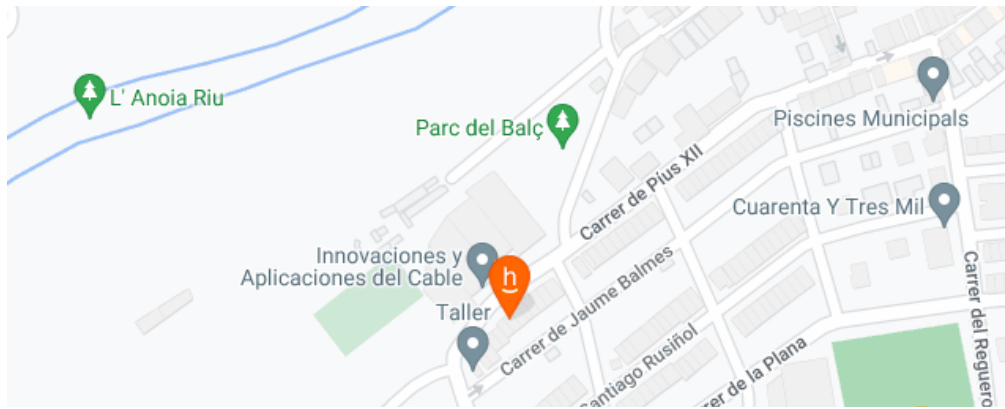 L' Anoia Riu
Parc del Balç
Piscines Municipals
Carrer de Pius XII
Cuarenta Y Tres Mil
Innovaciones y
Aplicaciones del Cable
h
Taller
Carrer de Jaume Balmes
Santiago Rusiñol
er de la Plana
Carrer del Reguero